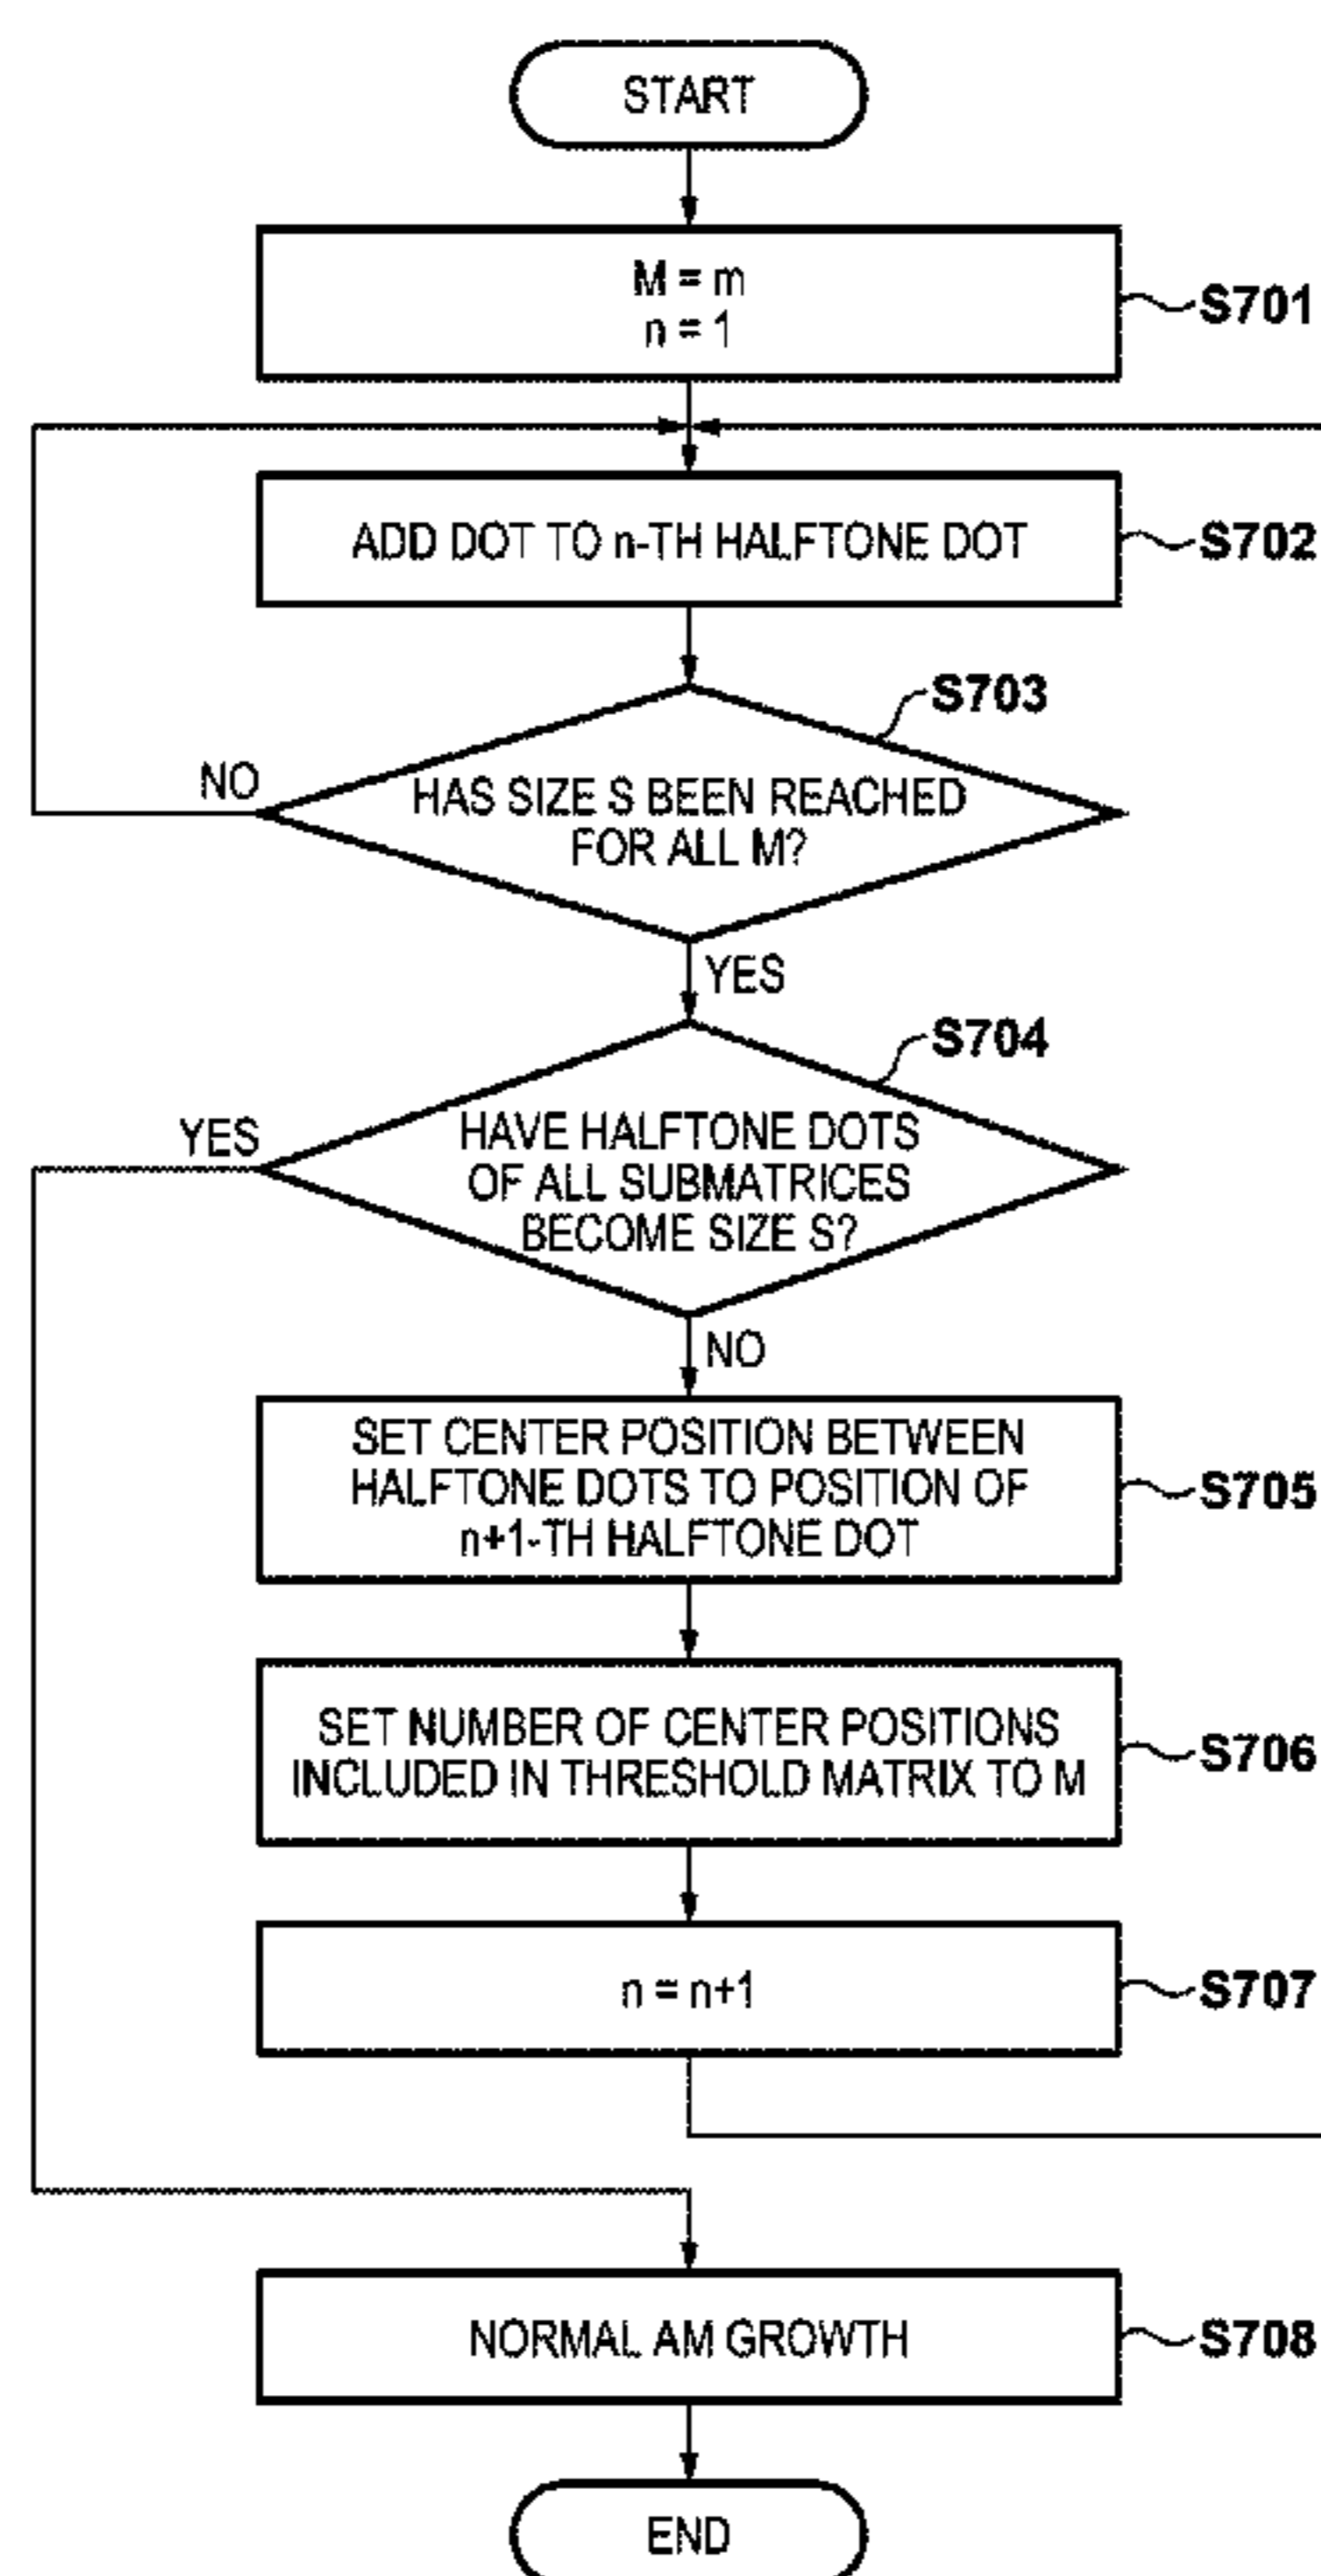 START
M = m
n = 1
S701
ADD DOT TO n-TH HALFTONE DOT
S702
S703
NO
HAS SIZE S BEEN REACHED
FOR ALL M?
YES
S704
YES
HAVE HALFTONE DOTS
OF ALL SUBMATRICES
BECOME SIZE S?
NO
SET CENTER POSITION BETWEEN
HALFTONE DOTS TO POSITION OF
n+1-TH HALFTONE DOT
S705
SET NUMBER OF CENTER POSITIONS
INCLUDED IN THRESHOLD MATRIX TO M
S706
n = n+1
S707
NORMAL AM GROWTH
S708
END